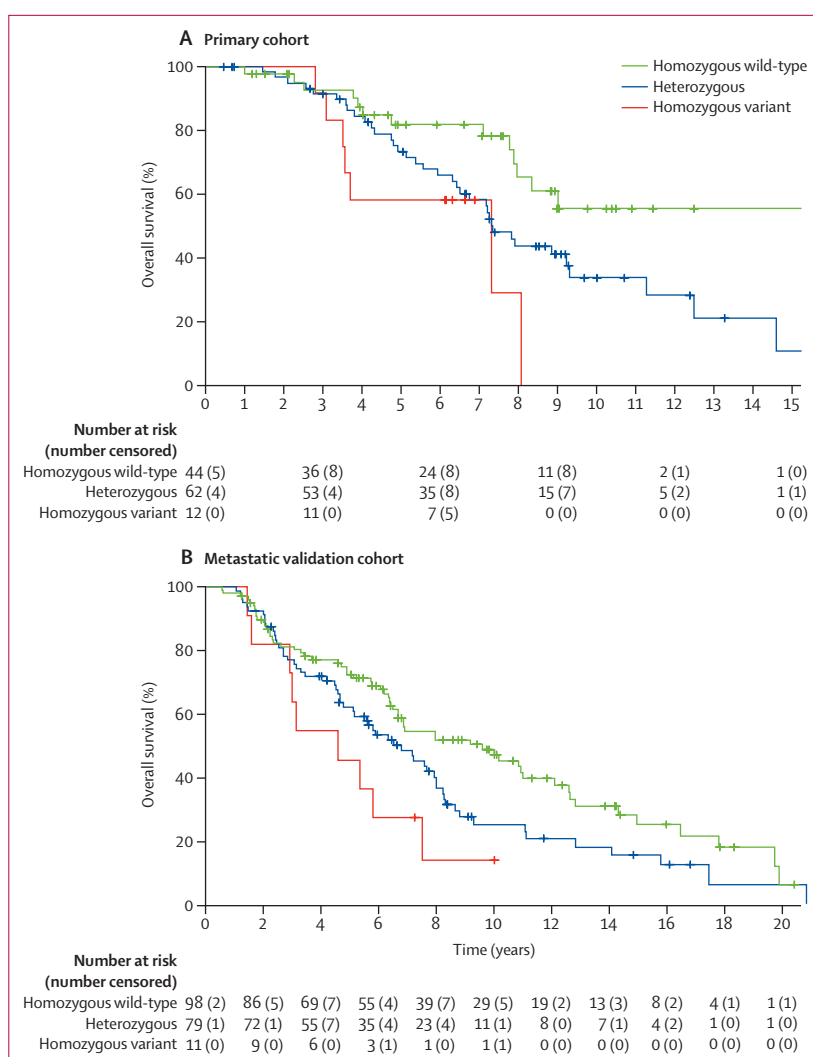 A Primary cohort
Homozygous wild-type
Heterozygous
Homozygous variant
Overall survival (%)
100
80
60
40
20
0
0 1 2 3 4 5 6 7 8 9 10 11 12 13 14 15
Number at risk
(number censored)
Homozygous wild-type 44 (5) 36 (8) 24 (8) 11 (8) 2 (1) 1 (0)
Heterozygous 62 (4) 53 (4) 35 (8) 15 (7) 5 (2) 1 (1)
Homozygous variant 12 (0) 11 (0) 7 (5) 0 (0) 0 (0) 0 (0)
B Metastatic validation cohort
Overall survival (%)
100
80
60
40
20
0
0 2 4 6 8 10 12 14 16 18 20
Time (years)
Number at risk
(number censored)
Homozygous wild-type 98 (2) 86 (5) 69 (7) 55 (4) 39 (7) 29 (5) 19 (2) 13 (3) 8 (2) 4 (1) 1 (1)
Heterozygous 79 (1) 72 (1) 55 (7) 35 (4) 23 (4) 11 (1) 8 (0) 7 (1) 4 (2) 1 (0) 1 (0)
Homozygous variant 11 (0) 9 (0) 6 (0) 3 (1) 1 (0) 1 (1) 0 (0) 0 (0) 0 (0) 0 (0) 0 (0)